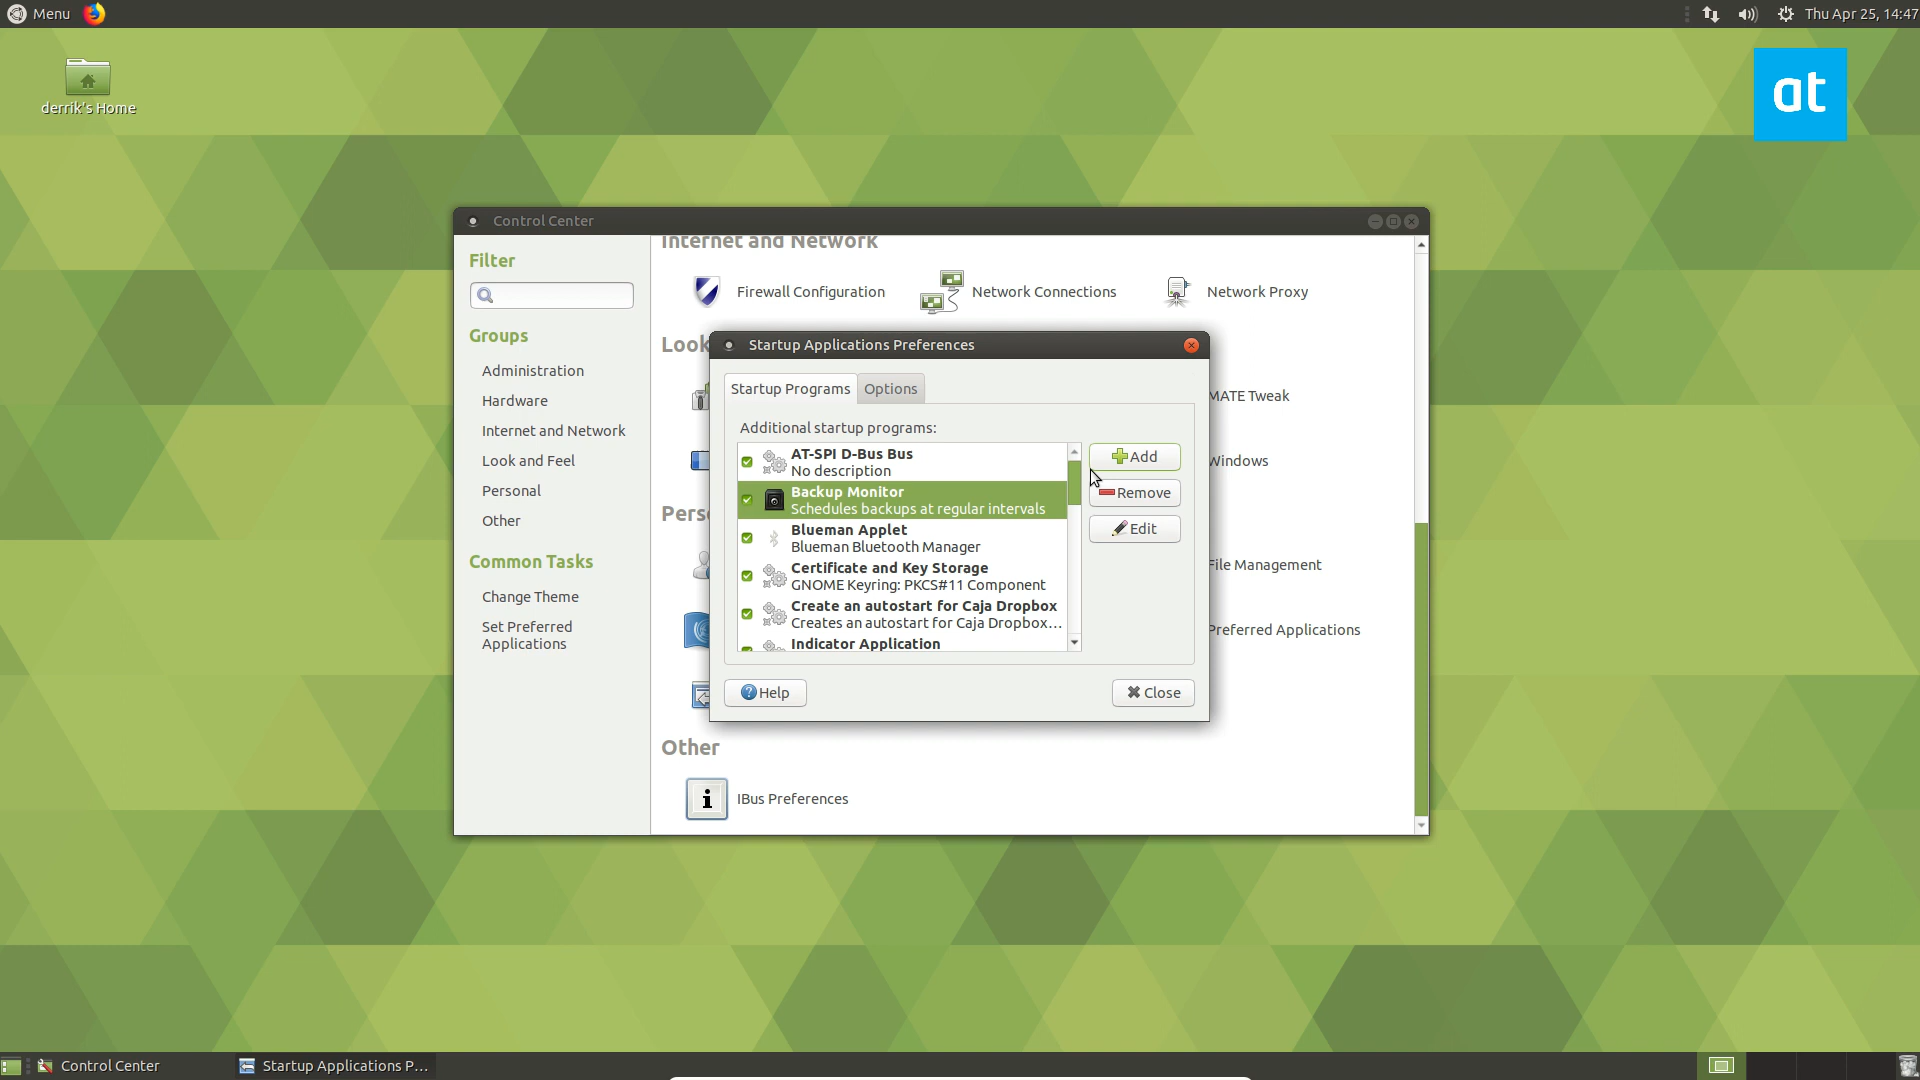 Menu
Thu Apr 25, 14:47
derrik's Home
at
Control Center
Filter
Groups
Administration
Hardware
Internet and Network
Look and Feel
Personal
Other
Common Tasks
Change Theme
Set Preferred
Applications
Internet and Network
Firewall Configuration
Network Connections
Network Proxy
Look
MATE Tweak
Windows
Pers
File Management
Preferred Applications
Other
IBus Preferences
Startup Applications Preferences
Startup Programs
Options
Additional startup programs:
AT-SPI D-Bus Bus
No description
Backup Monitor
Schedules backups at regular intervals
Blueman Applet
Blueman Bluetooth Manager
Certificate and Key Storage
GNOME Keyring: PKCS#11 Component
Create an autostart for Caja Dropbox
Creates an autostart for Caja Dropbox...
Indicator Application
Add
Remove
Edit
Help
Close
Control Center
Startup Applications P...